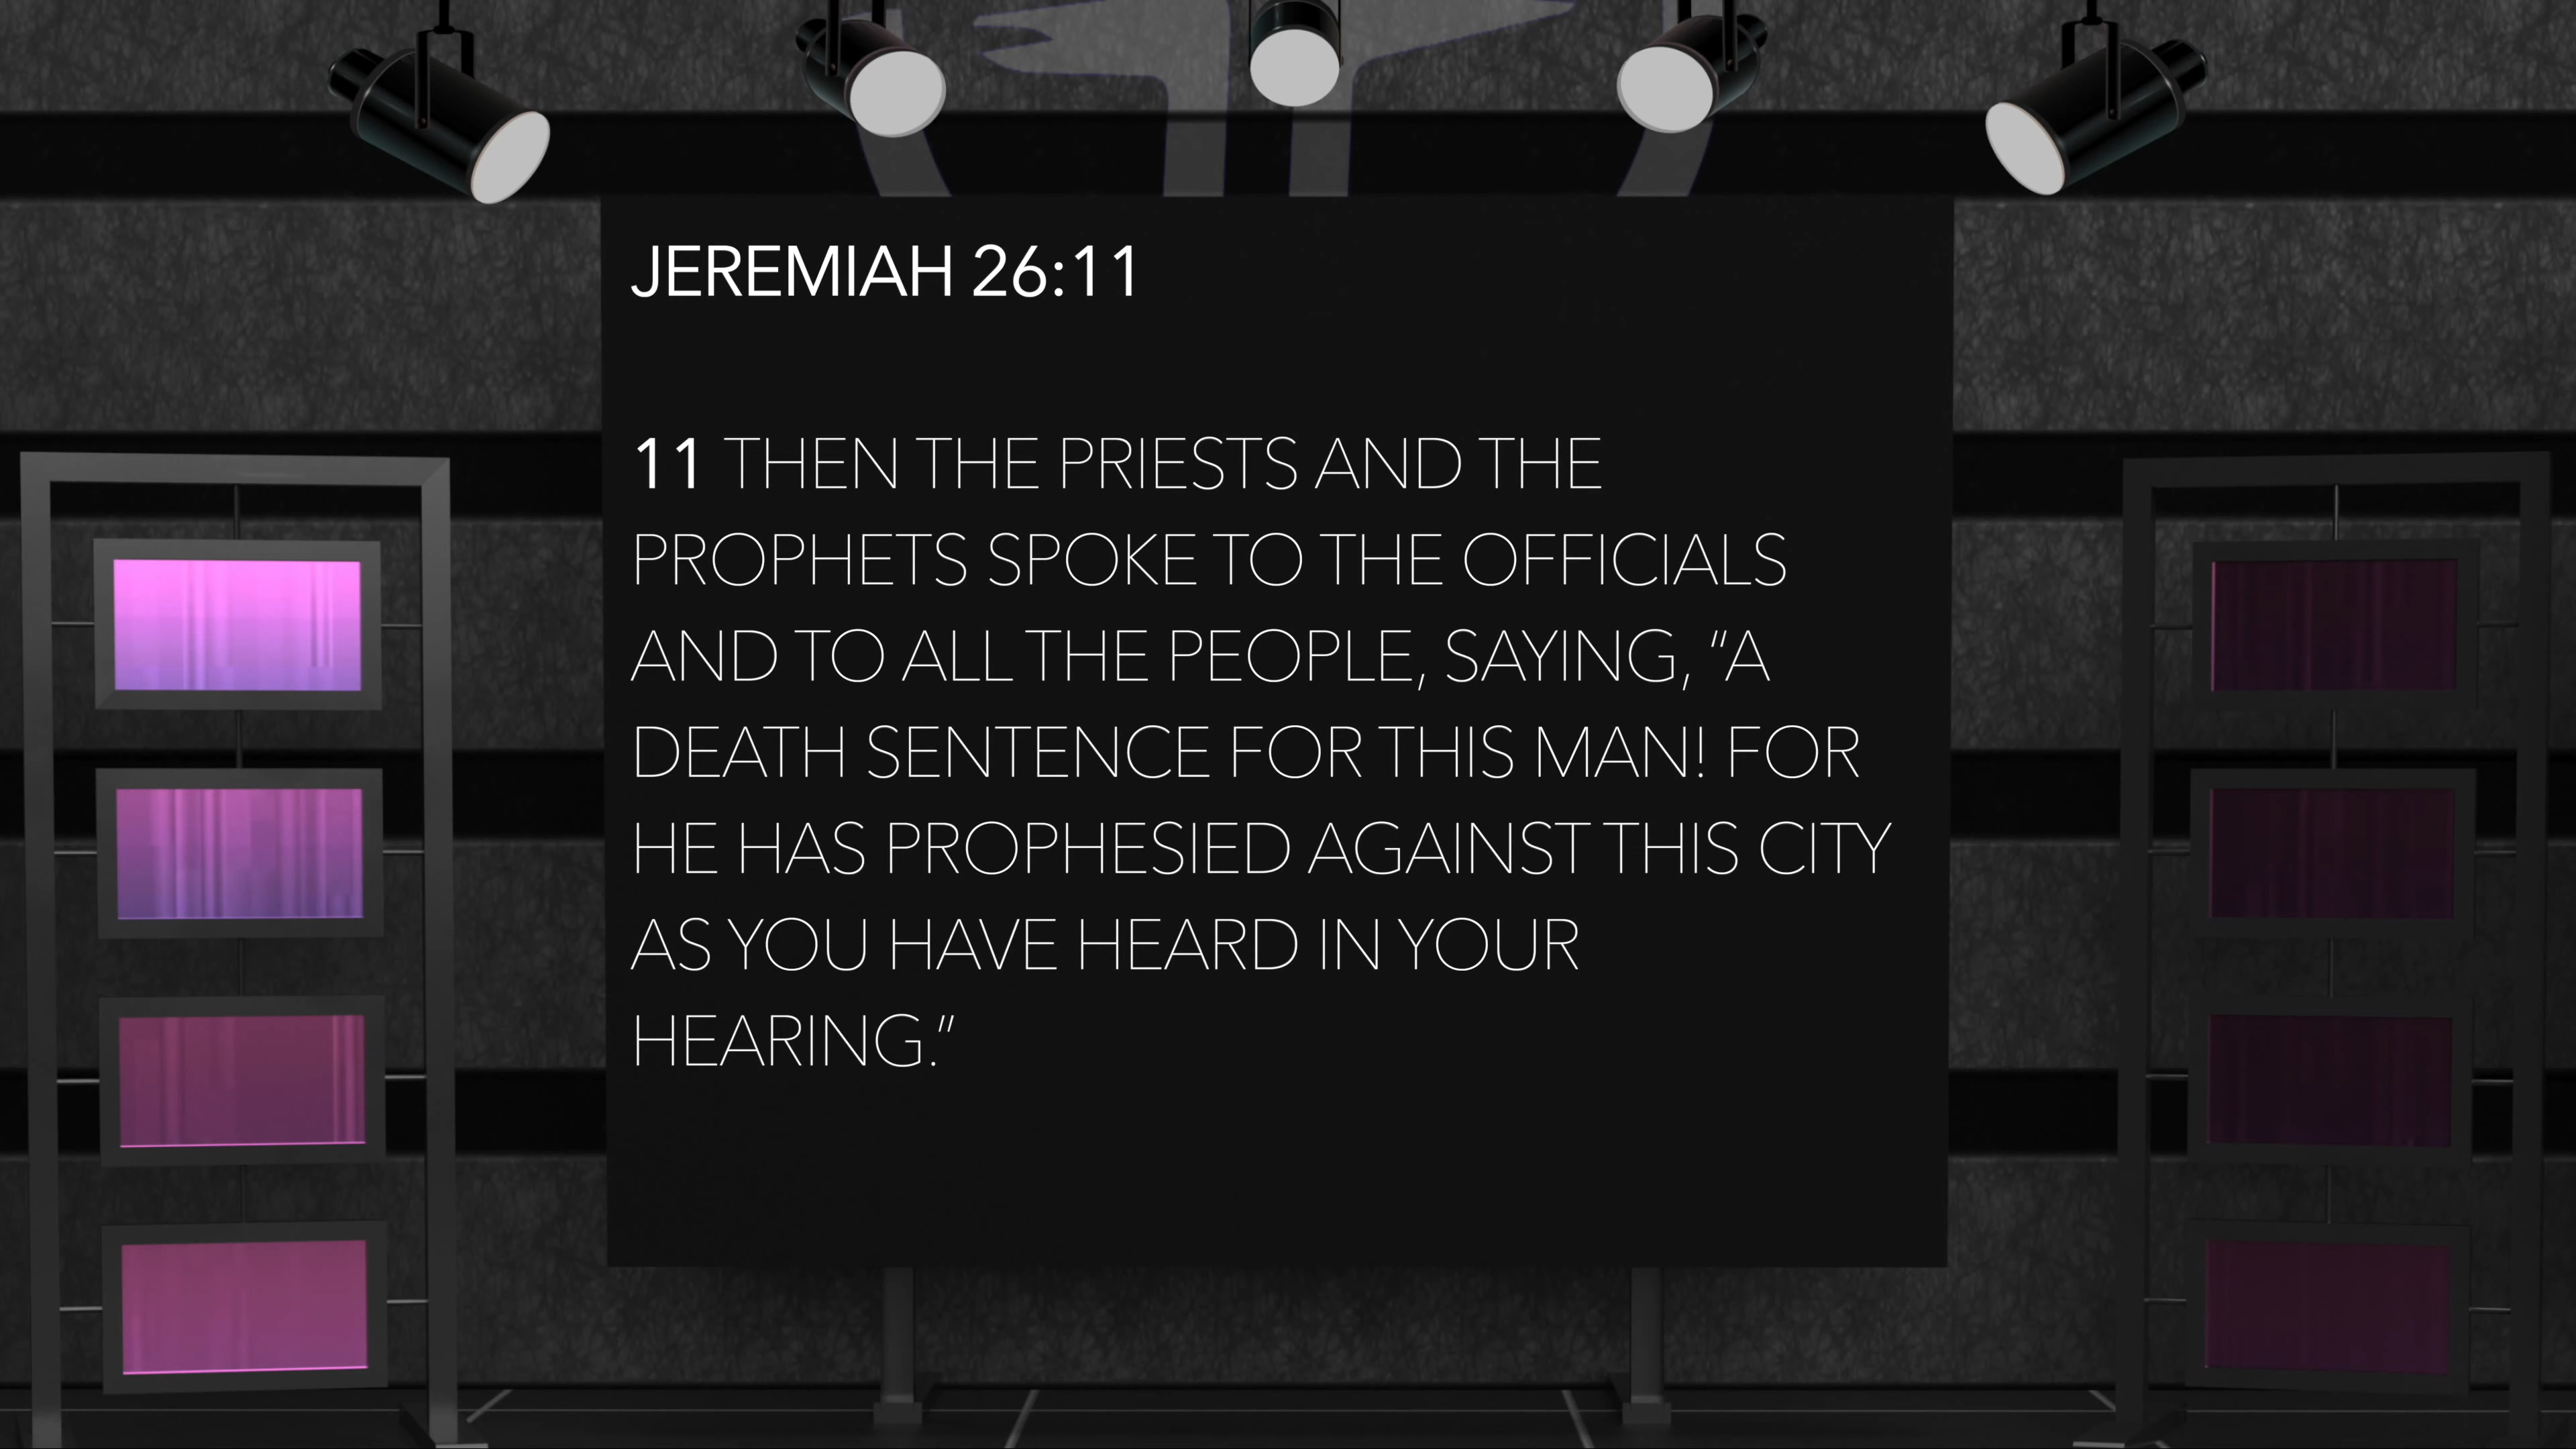 JEREMIAH 26:11
11 THEN THE PRIESTS AND THE
PROPHETS SPOKE TO THE OFFICIALS
AND TO ALL THE PEOPLE, SAYING, “A
DEATH SENTENCE FOR THIS MAN! FOR
HE HAS PROPHESIED AGAINST THIS CITY
AS YOU HAVE HEARD IN YOUR
HEARING.”